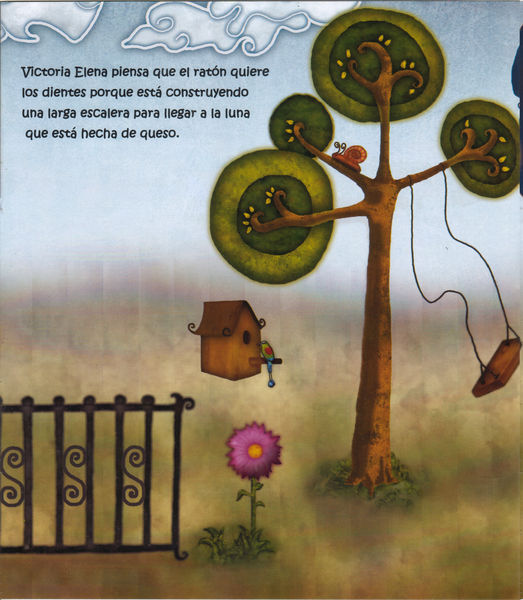 Victoria Elena piensa que el ratón quiere
los dientes porque está construyendo
una larga escalera para llegar a la luna
que está hecha de queso.